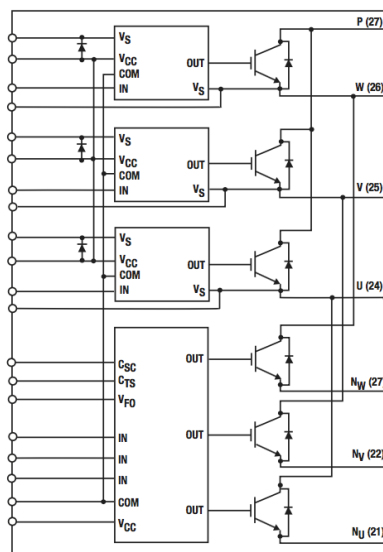 P (27)
VS
VCC
COM
IN
OUT
VS
W (26)
VS
VCC
COM
IN
OUT
VS
V (25)
VS
VCC
COM
IN
OUT
VS
U (24)
CSC
CTS
VFO
IN
IN
IN
COM
VCC
OUT
OUT
OUT
NW (27)
NV (22)
NU (21)